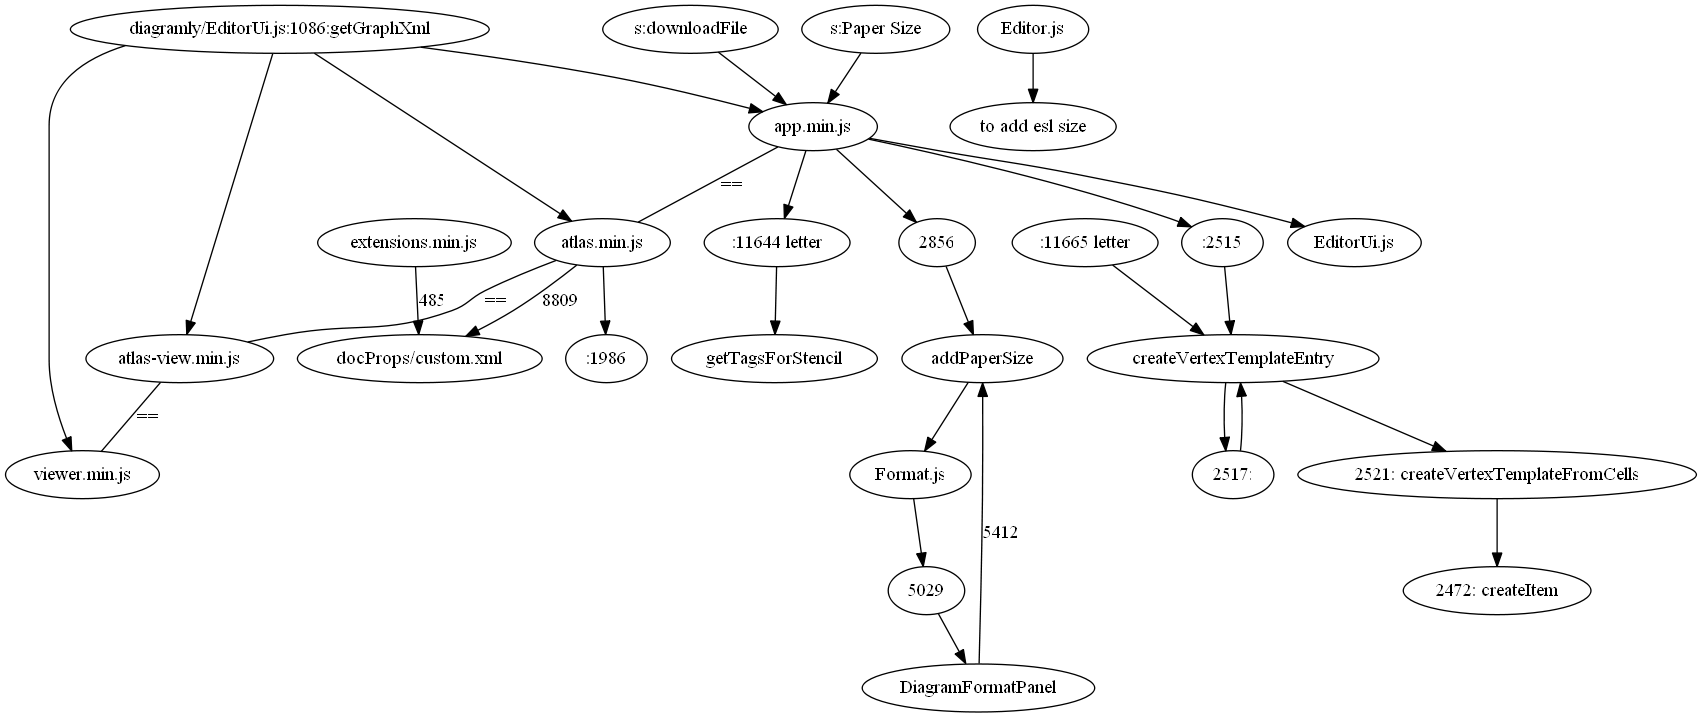 diagramly/EditorUi.js:1086:getGraphXml
s:downloadFile
s:Paper Size
Editor.js
app.min.js
to add esl size
==
extensions.min.js
atlas.min.js
:11644 letter
2856
:11665 letter
:2515
EditorUi.js
485
==
8809
atlas-view.min.js
docProps/custom.xml
:1986
getTagsForStencil
addPaperSize
createVertexTemplateEntry
==
viewer.min.js
Format.js
2517:
2521: createVertexTemplateFromCells
5412
5029
2472: createItem
DiagramFormatPanel